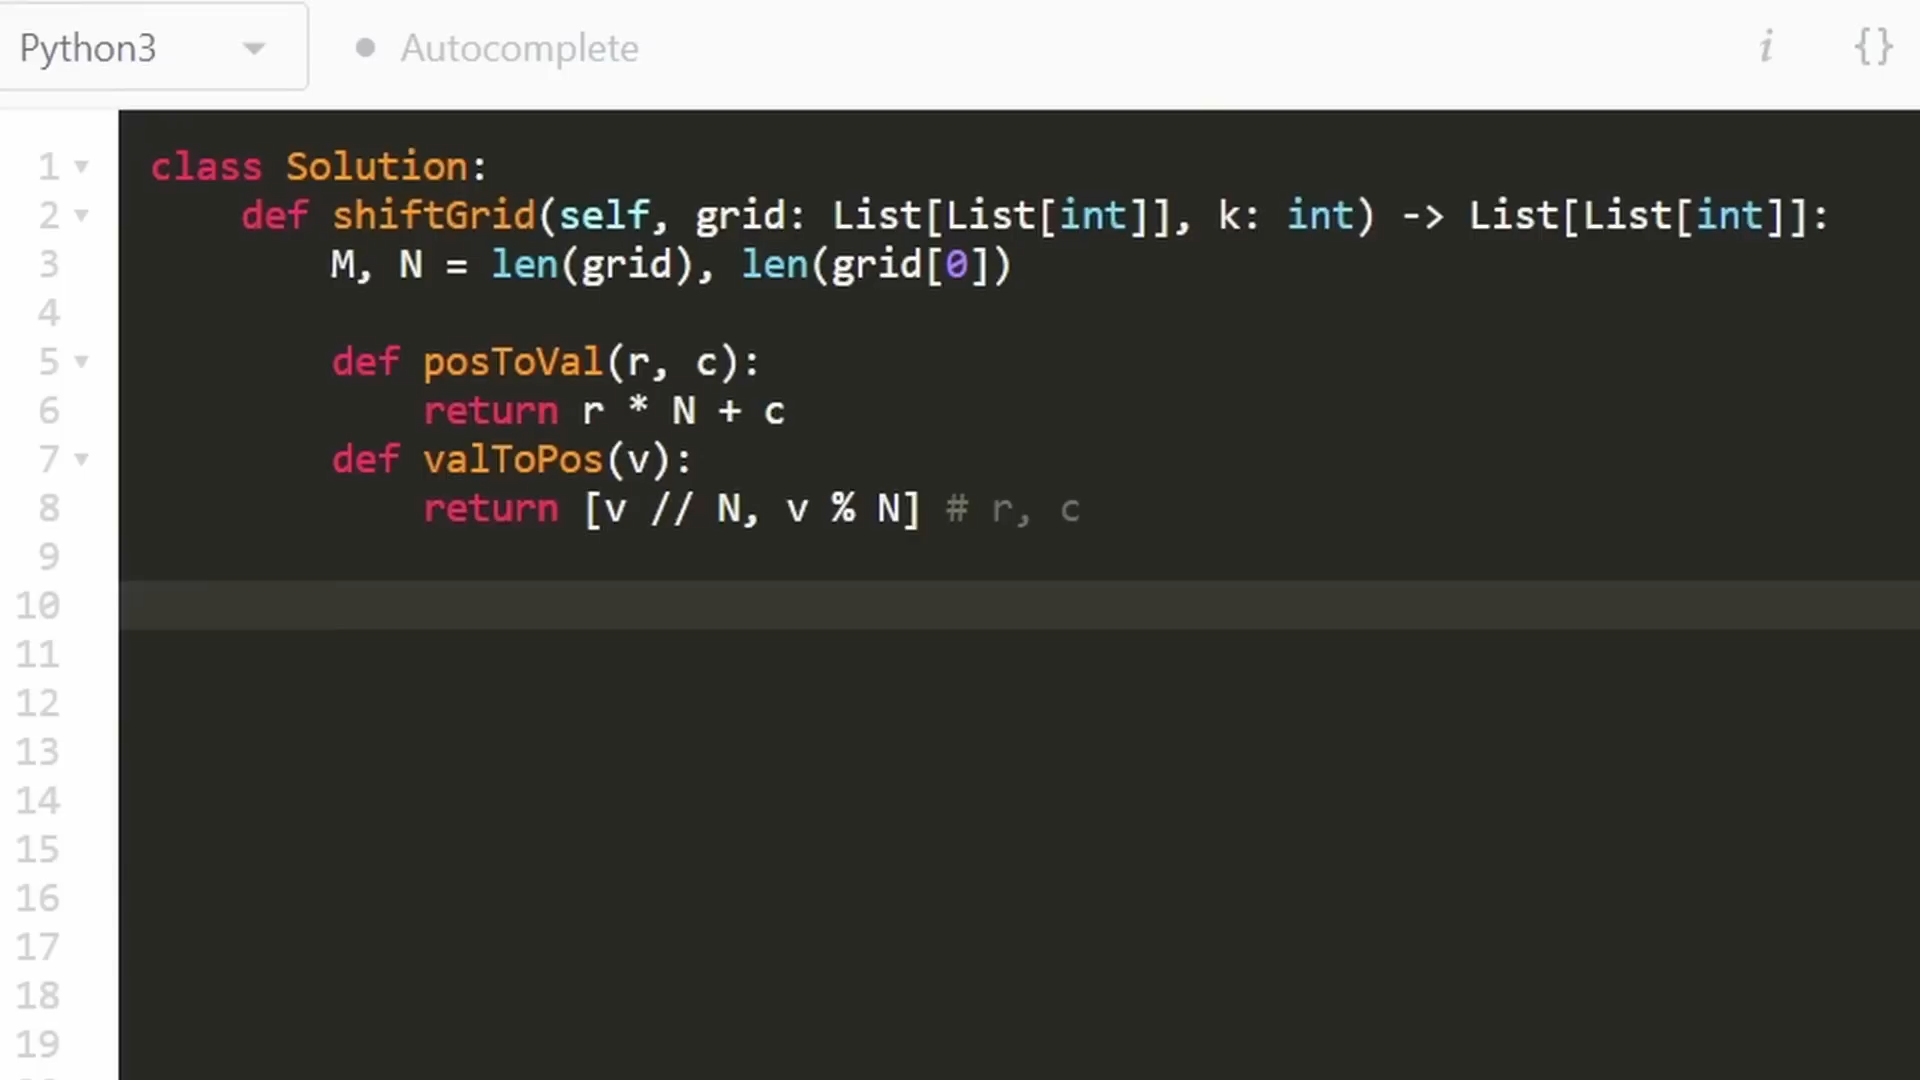 Python3 Autocomplete i {}
1 class Solution:
2 def shiftGrid(self, grid: List[List[int]], k: int) -> List[List[int]]:
3 M, N = len(grid), len(grid[0])
4
5 def posToVal(r, c):
6 return r * N + c
7 def valToPos(v):
8 return [v // N, v % N] # r, c
9
10
11
12
13
14
15
16
17
18
19